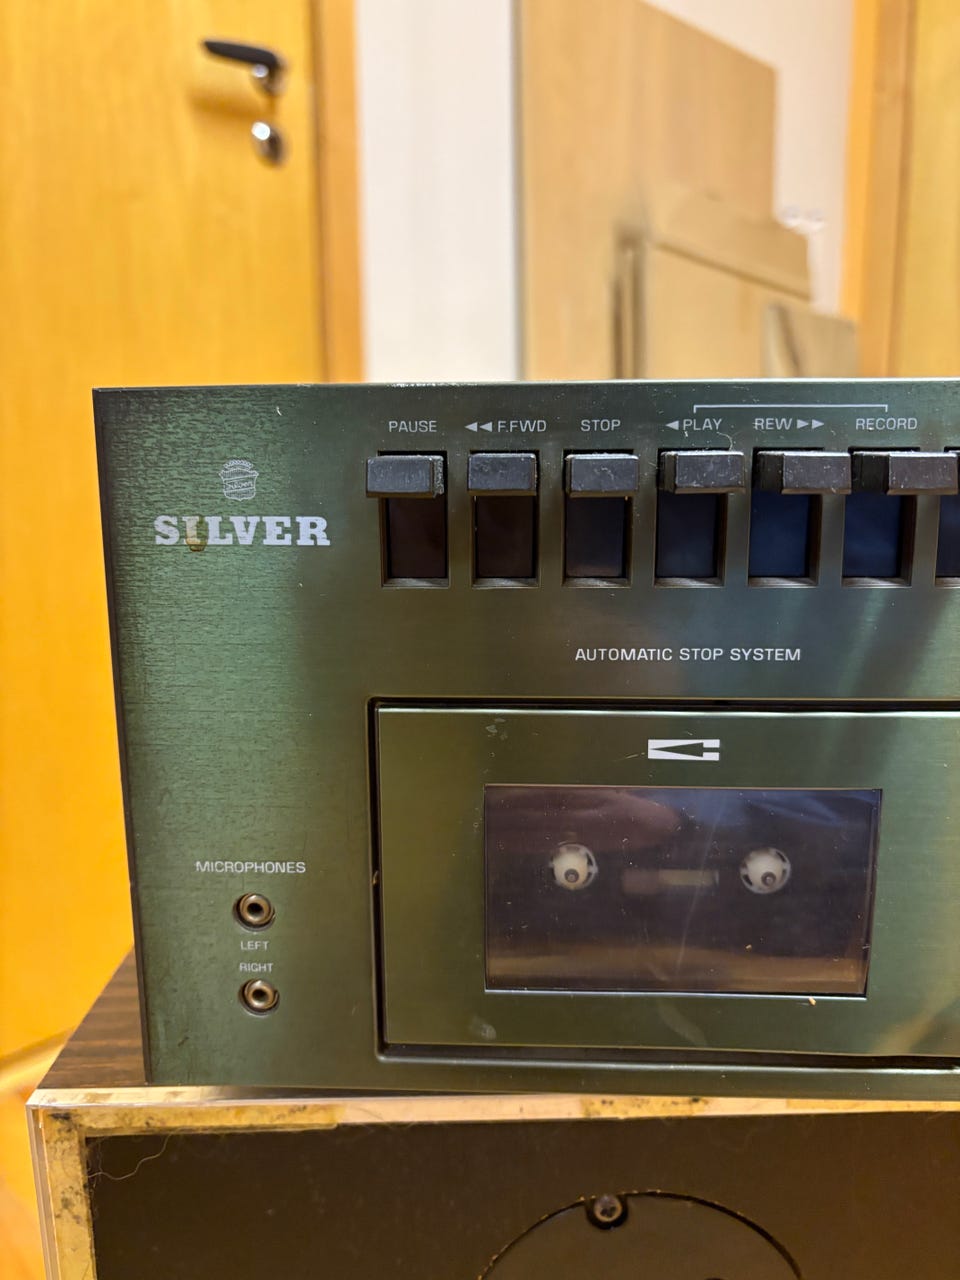 PAUSE ◄◄ F.FWD STOP ◄PLAY REW►► RECORD
SILVER
AUTOMATIC STOP SYSTEM
MICROPHONES
LEFT
RIGHT